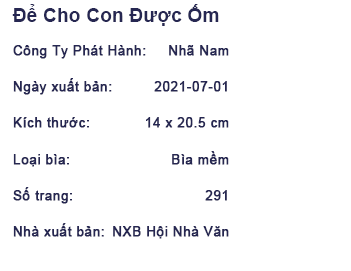 Để Cho Con Được Ốm
Công Ty Phát Hành: Nhã Nam
Ngày xuất bản: 2021-07-01
Kích thước: 14 x 20.5 cm
Loại bìa: Bìa mềm
Số trang: 291
Nhà xuất bản: NXB Hội Nhà Văn